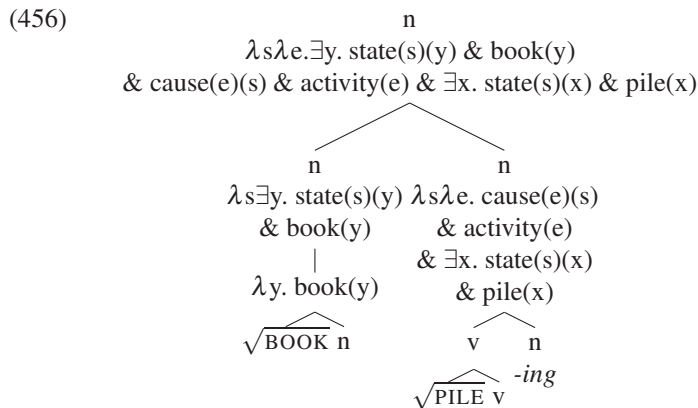 (456) n
λsλe.∃y. state(s)(y) & book(y)
& cause(e)(s) & activity(e) & ∃x. state(s)(x) & pile(x)
n n
λs∃y. state(s)(y) λsλe. cause(e)(s)
& book(y) & activity(e)
& ∃x. state(s)(x)
λy. book(y) & pile(x)
√BOOK n v n
-ing
√PILE v